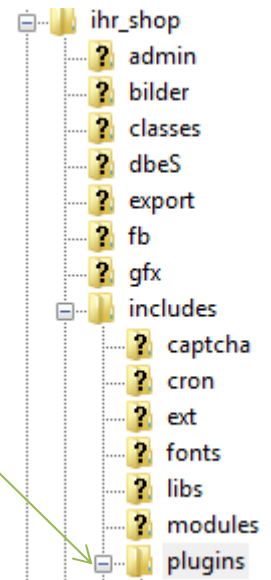 ihr_shop
admin
bilder
classes
dbeS
export
fb
gfx
includes
captcha
cron
ext
fonts
libs
modules
plugins